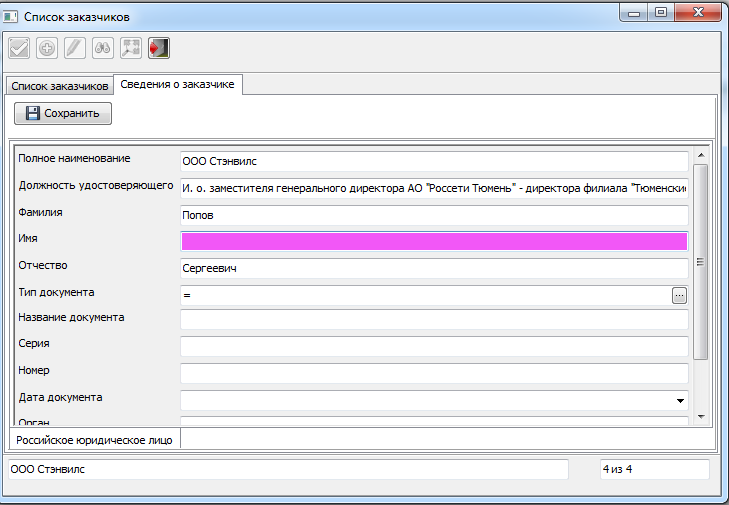 Список заказчиков
Список заказчиков
Сведения о заказчике
Сохранить
Полное наименование
ООО Стэнвилс
Должность удостоверяющего
И. о. заместителя генерального директора АО "Россети Тюмень" - директора филиала "Тюменские
Фамилия
Попов
Имя
Отчество
Сергеевич
Тип документа
=
...
Название документа
Серия
Номер
Дата документа
Орган
Российское юридическое лицо
ООО Стэнвилс
4 из 4